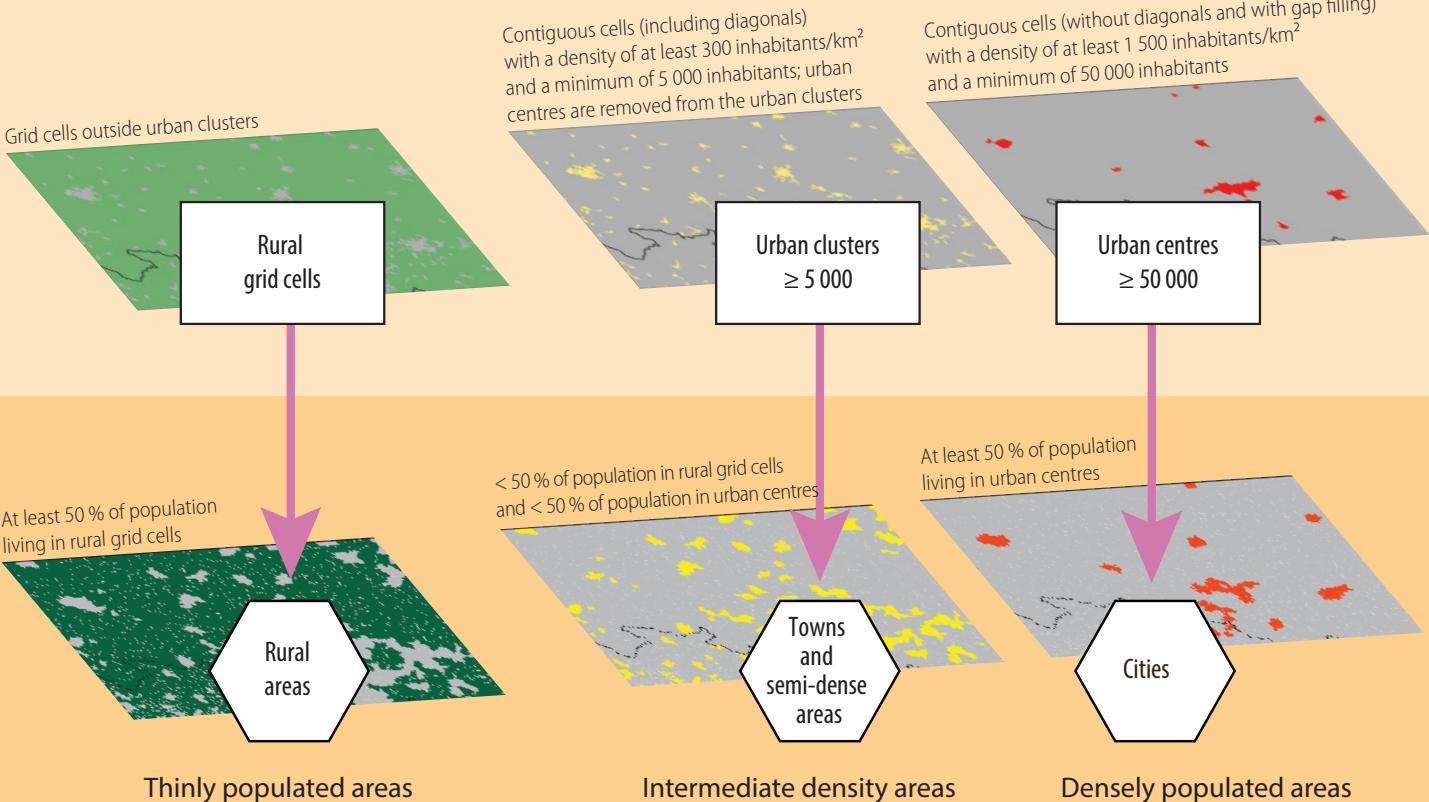 Grid cells outside urban clusters
Contiguous cells (including diagonals)
with a density of at least 300 inhabitants/km²
and a minimum of 5 000 inhabitants; urban
centres are removed from the urban clusters
Contiguous cells (without diagonals and with gap filling)
with a density of at least 1 500 inhabitants/km²
and a minimum of 50 000 inhabitants
Rural
grid cells
Urban clusters
≥ 5 000
Urban centres
≥ 50 000
At least 50 % of population
living in rural grid cells
< 50 % of population in rural grid cells
and < 50 % of population in urban centres
At least 50 % of population
living in urban centres
Rural
areas
Towns
and
semi-dense
areas
Cities
Thinly populated areas
Intermediate density areas
Densely populated areas